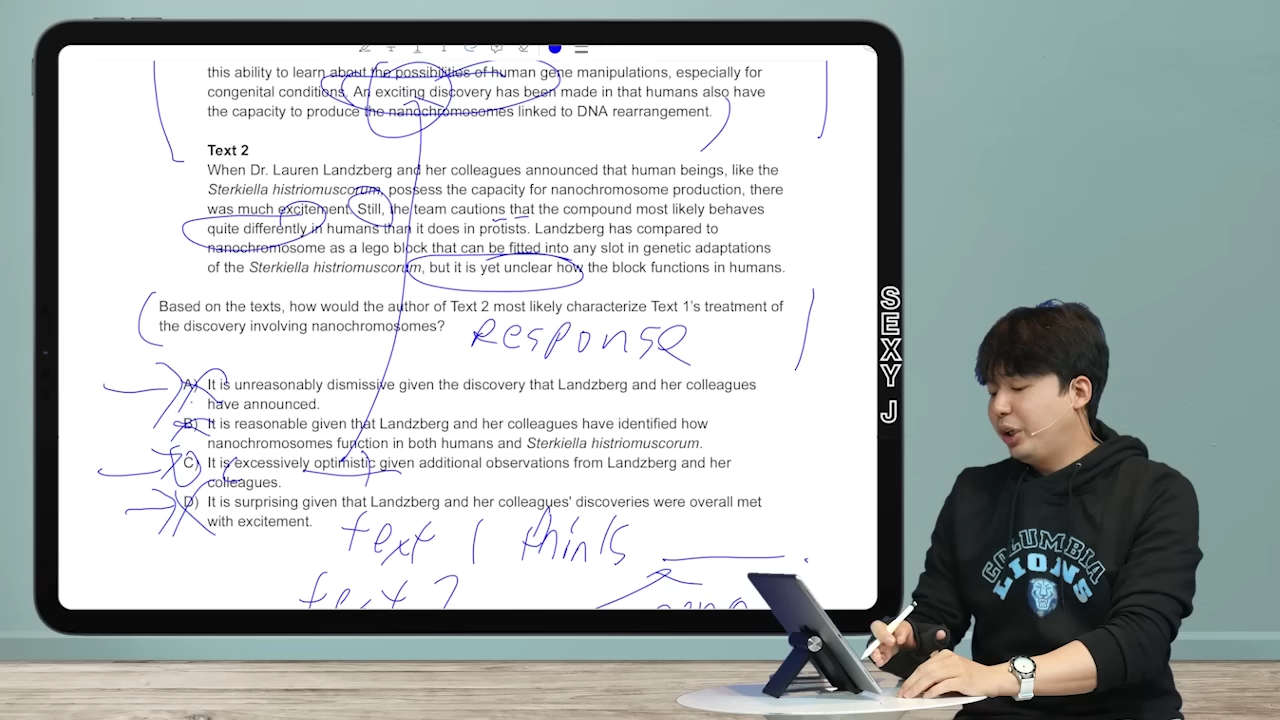 this ability to learn about the possibilities of human gene manipulations, especially for
congenital conditions. An exciting discovery has been made in that humans also have
the capacity to produce the nanochromosomes linked to DNA rearrangement.
Text 2
When Dr. Lauren Landzberg and her colleagues announced that human beings, like the
Sterkiella histriomuscorum, possess the capacity for nanochromosome production, there
was much excitement. Still, the team cautions that the compound most likely behaves
quite differently in humans than it does in protists. Landzberg has compared to
nanochromosome as a lego block that can be fitted into any slot in genetic adaptations
of the Sterkiella histriomuscorum, but it is yet unclear how the block functions in humans.
Based on the texts, how would the author of Text 2 most likely characterize Text 1's treatment of
the discovery involving nanochromosomes?
Response
A) It is unreasonably dismissive given the discovery that Landzberg and her colleagues
have announced.
B) It is reasonable given that Landzberg and her colleagues have identified how
nanochromosomes function in both humans and Sterkiella histriomuscorum.
C) It is excessively optimistic given additional observations from Landzberg and her
colleagues.
D) It is surprising given that Landzberg and her colleagues' discoveries were overall met
with excitement.
text 1 thinks
text 2
SEXY J
COLUMBIA
LIONS